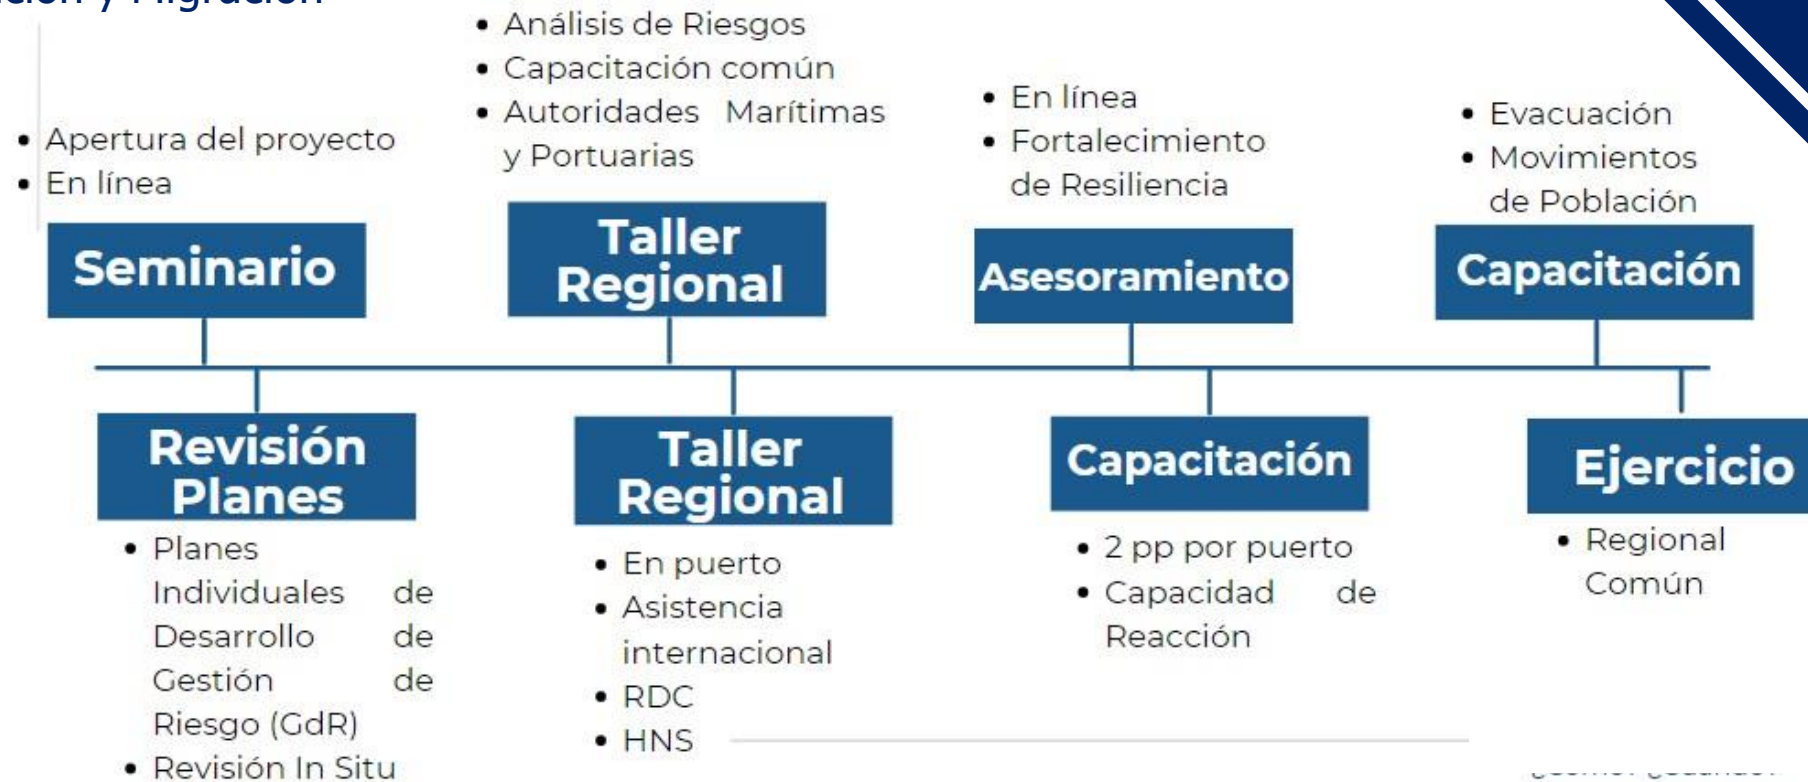 y Migración
• Análisis de Riesgos
• Capacitación común
• Autoridades Marítimas
y Portuarias
• Apertura del proyecto
• En línea
• En línea
• Fortalecimiento
de Resiliencia
• Evacuación
• Movimientos
de Población
Seminario
Taller
Regional
Asesoramiento
Capacitación
Revisión
Planes
Taller
Regional
Capacitación
Ejercicio
• Planes
Individuales de
Desarrollo de
Gestión de
Riesgo (GdR)
• Revisión In Situ
• En puerto
• Asistencia
internacional
• RDC
• HNS
• 2 pp por puerto
• Capacidad de
Reacción
• Regional
Común